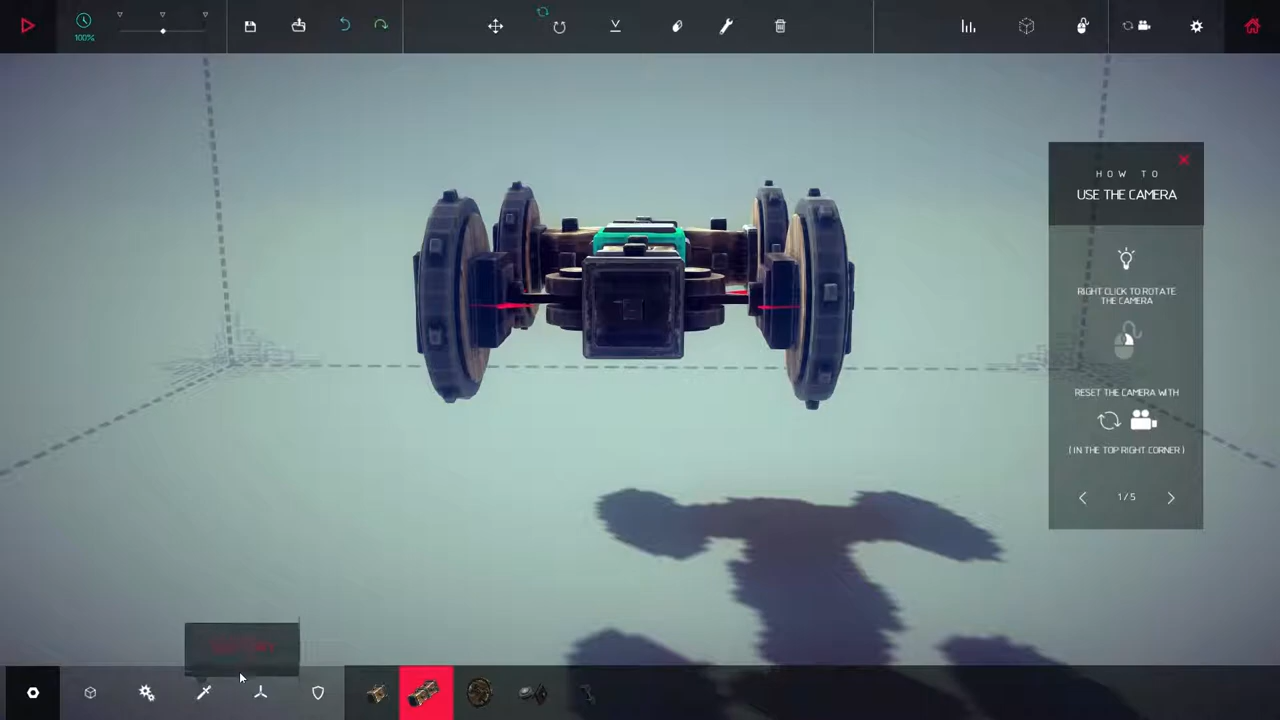 100%
HOW TO
USE THE CAMERA
RIGHT CLICK TO ROTATE
THE CAMERA
RESET THE CAMERA WITH
( IN THE TOP RIGHT CORNER )
1/5